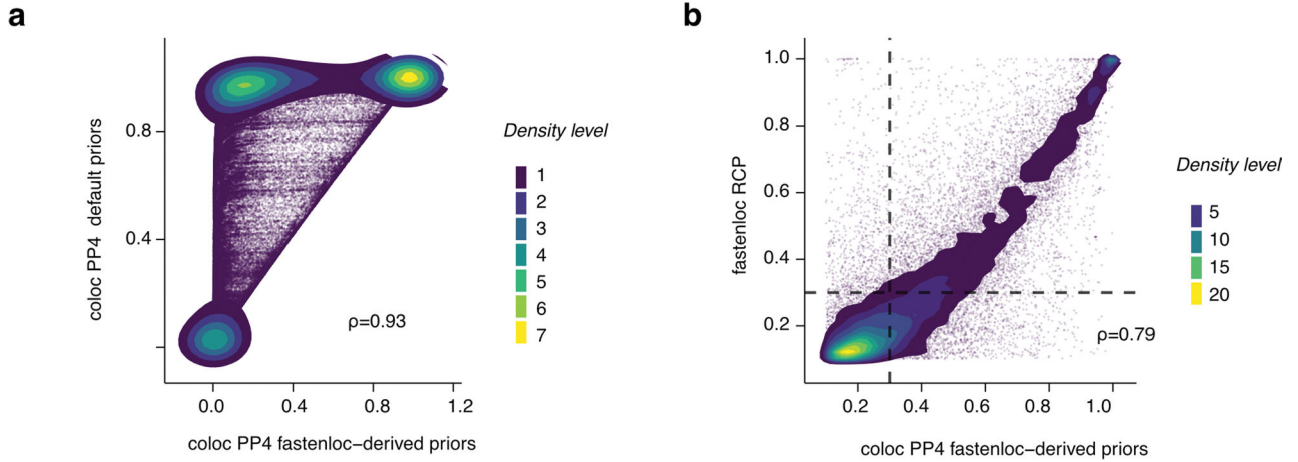 a
coloc PP4 default priors
0.8
0.4
0.0
0.4
0.8
1.2
coloc PP4 fastenloc−derived priors
ρ=0.93
Density level
1
2
3
4
5
6
7
b
fastenloc RCP
1.0
0.8
0.6
0.4
0.2
0.2
0.4
0.6
0.8
1.0
coloc PP4 fastenloc−derived priors
ρ=0.79
Density level
5
10
15
20